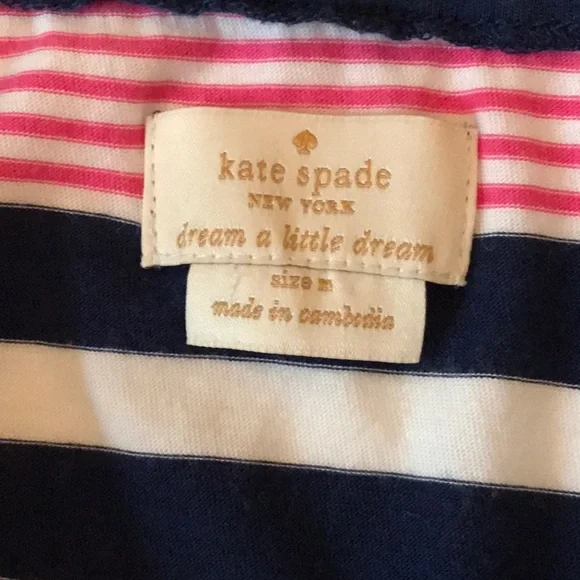 kate spade
NEW YORK
dream a little dream
size m
made in cambodia